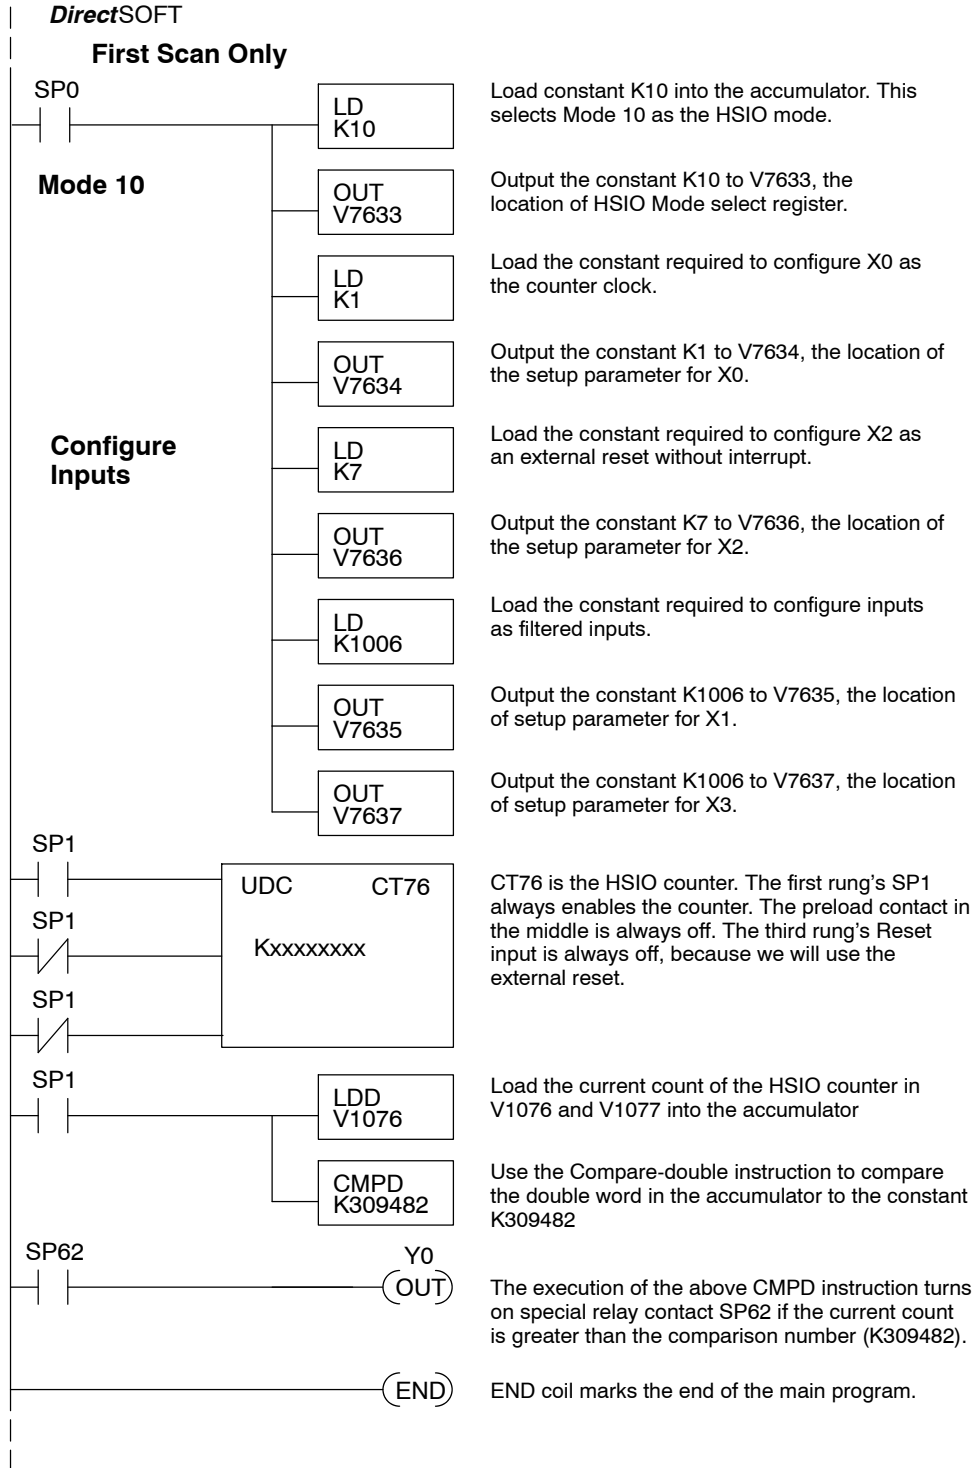 DirectSOFT
First Scan Only
SP0
LD
K10
Load constant K10 into the accumulator. This
selects Mode 10 as the HSIO mode.
Mode 10
OUT
V7633
Output the constant K10 to V7633, the
location of HSIO Mode select register.
LD
K1
Load the constant required to configure X0 as
the counter clock.
OUT
V7634
Output the constant K1 to V7634, the location of
the setup parameter for X0.
Configure
Inputs
LD
K7
Load the constant required to configure X2 as
an external reset without interrupt.
OUT
V7636
Output the constant K7 to V7636, the location of
the setup parameter for X2.
LD
K1006
Load the constant required to configure inputs
as filtered inputs.
OUT
V7635
Output the constant K1006 to V7635, the location
of setup parameter for X1.
OUT
V7637
Output the constant K1006 to V7637, the location
of setup parameter for X3.
SP1
UDC CT76
Kxxxxxxxx
SP1
SP1
CT76 is the HSIO counter. The first rung’s SP1
always enables the counter. The preload contact in
the middle is always off. The third rung’s Reset
input is always off, because we will use the
external reset.
SP1
LDD
V1076
Load the current count of the HSIO counter in
V1076 and V1077 into the accumulator
CMPD
K309482
Use the Compare-double instruction to compare
the double word in the accumulator to the constant
K309482
SP62
Y0
OUT
The execution of the above CMPD instruction turns
on special relay contact SP62 if the current count
is greater than the comparison number (K309482).
END
END coil marks the end of the main program.